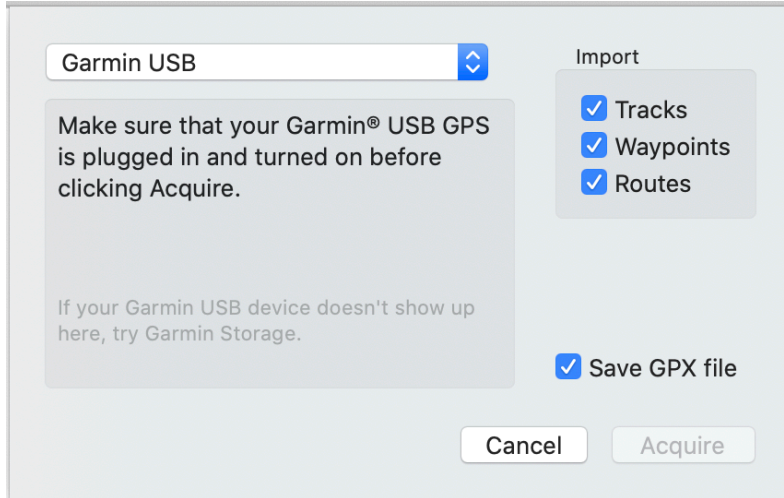 Garmin USB
Import
Make sure that your Garmin® USB GPS
is plugged in and turned on before
clicking Acquire.
Tracks
Waypoints
Routes
If your Garmin USB device doesn't show up
here, try Garmin Storage.
Save GPX file
Cancel
Acquire